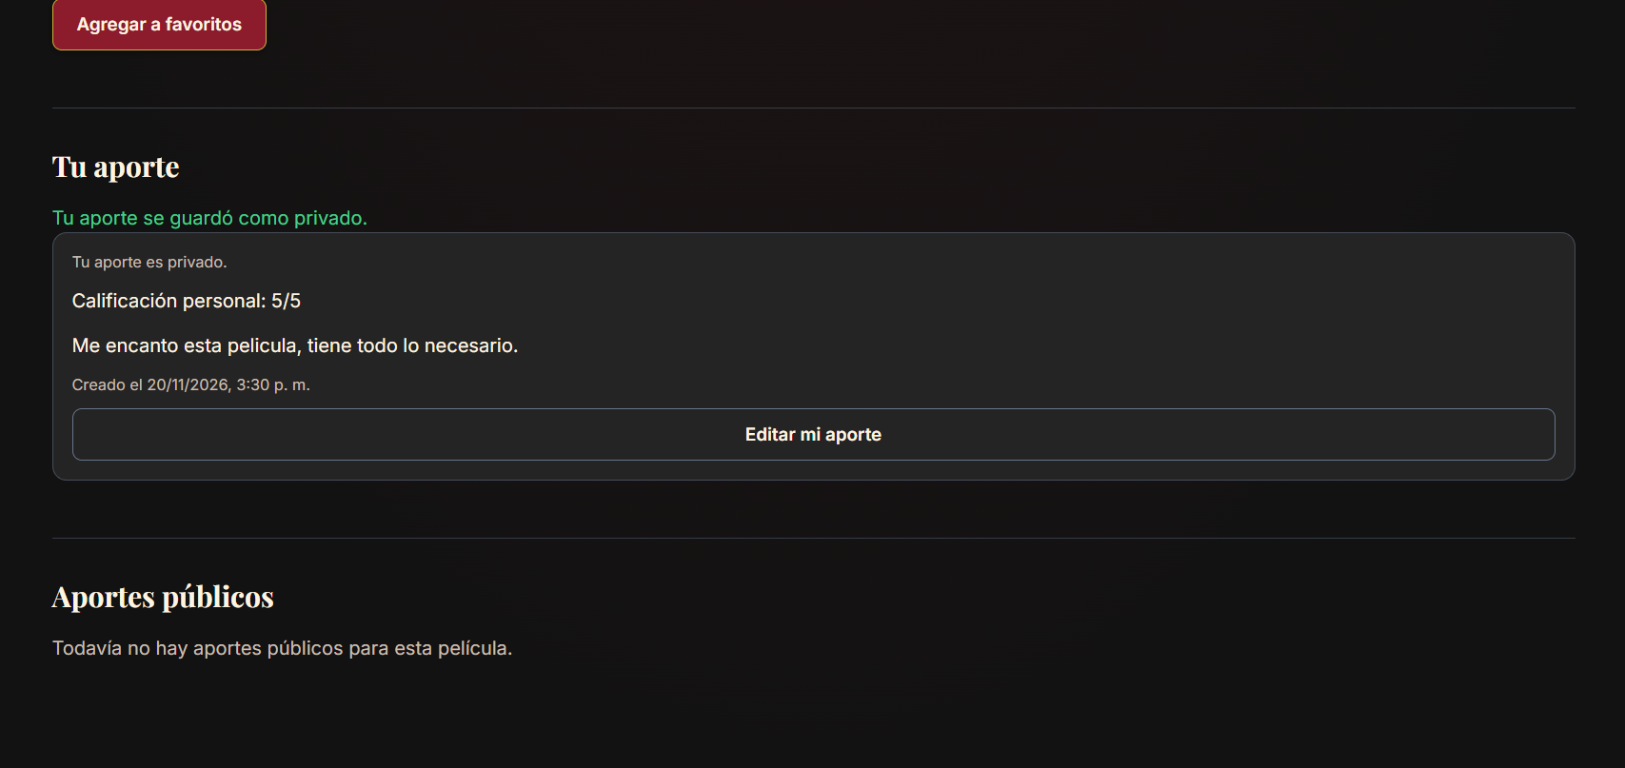 Agregar a favoritos
Tu aporte
Tu aporte se guardó como privado.
Tu aporte es privado.
Calificación personal: 5/5
Me encanto esta pelicula, tiene todo lo necesario.
Creado el 20/11/2026, 3:30 p. m.
Editar mi aporte
Aportes públicos
Todavía no hay aportes públicos para esta película.